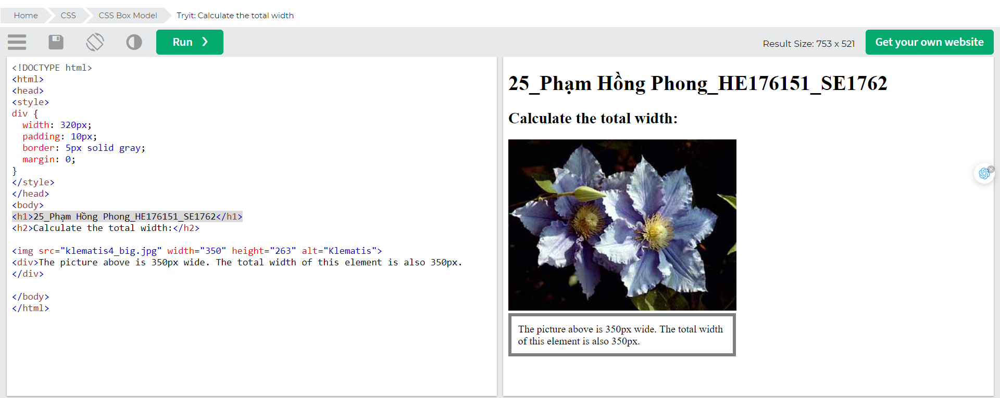 Home CSS CSS Box Model Tryit: Calculate the total width
Run ❯
Result Size: 753 x 521
Get your own website
<!DOCTYPE html>
<html>
<head>
<style>
div {
  width: 320px;
  padding: 10px;
  border: 5px solid gray;
  margin: 0;
}
</style>
</head>
<body>
<h1>25_Phạm Hồng Phong_HE176151_SE1762</h1>
<h2>Calculate the total width:</h2>

<img src="klematis4_big.jpg" width="350" height="263" alt="Klematis">
<div>The picture above is 350px wide. The total width of this element is also 350px.
</div>

</body>
</html>
25_Phạm Hồng Phong_HE176151_SE1762
Calculate the total width:
The picture above is 350px wide. The total width
of this element is also 350px.